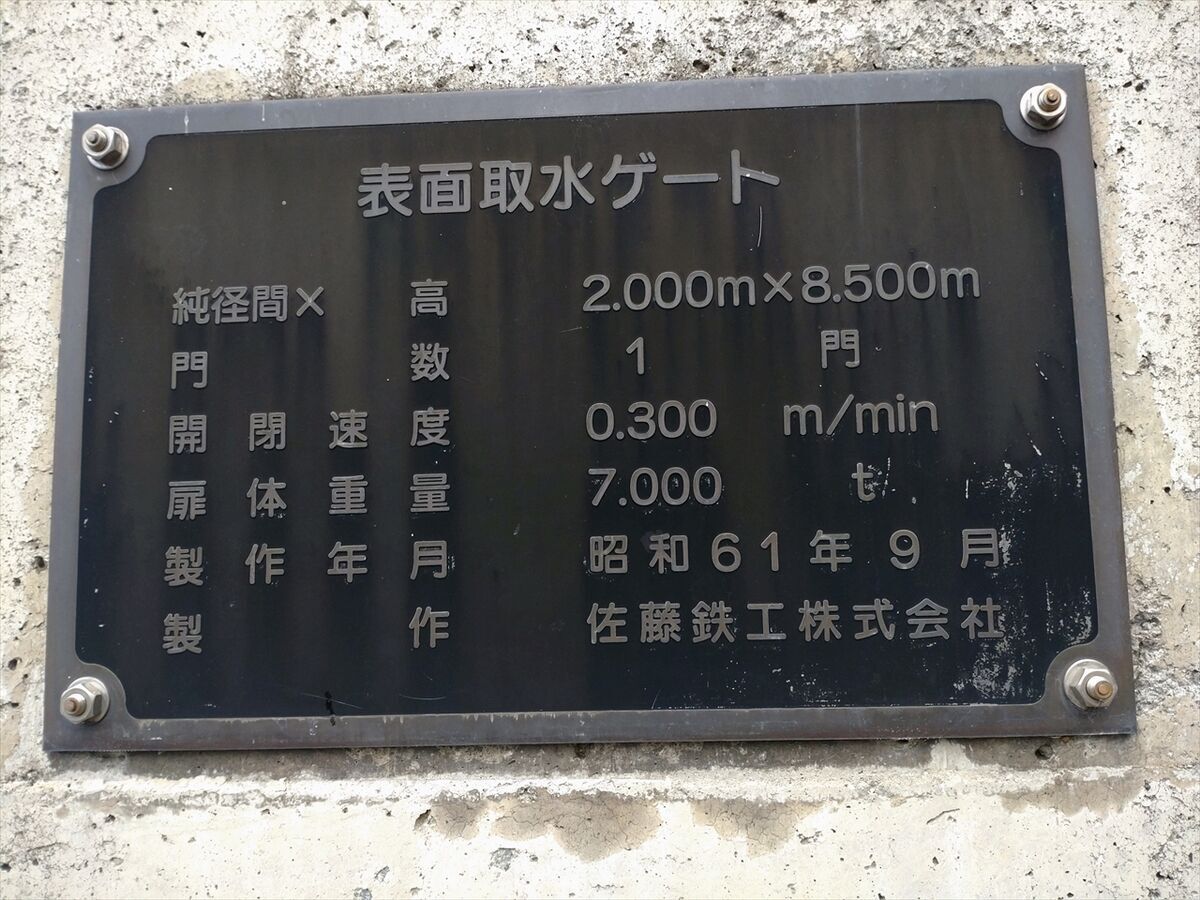 表面取水ゲート
純径間×高 2.000m×8.500m
門数 1門
開閉速度 0.300 m/min
扉体重量 7.000 t
製作年月 昭和61年9月
製作 佐藤鉄工株式会社